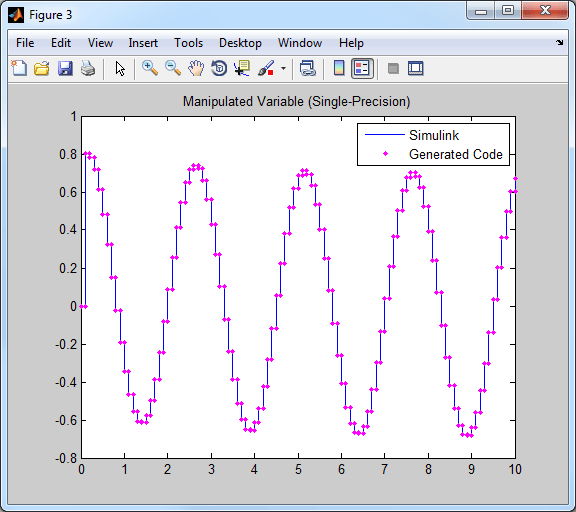 Figure 3
File Edit View Insert Tools Desktop Window Help
Manipulated Variable (Single-Precision)
Simulink
Generated Code
1
0.8
0.6
0.4
0.2
0
-0.2
-0.4
-0.6
-0.8
0 1 2 3 4 5 6 7 8 9 10